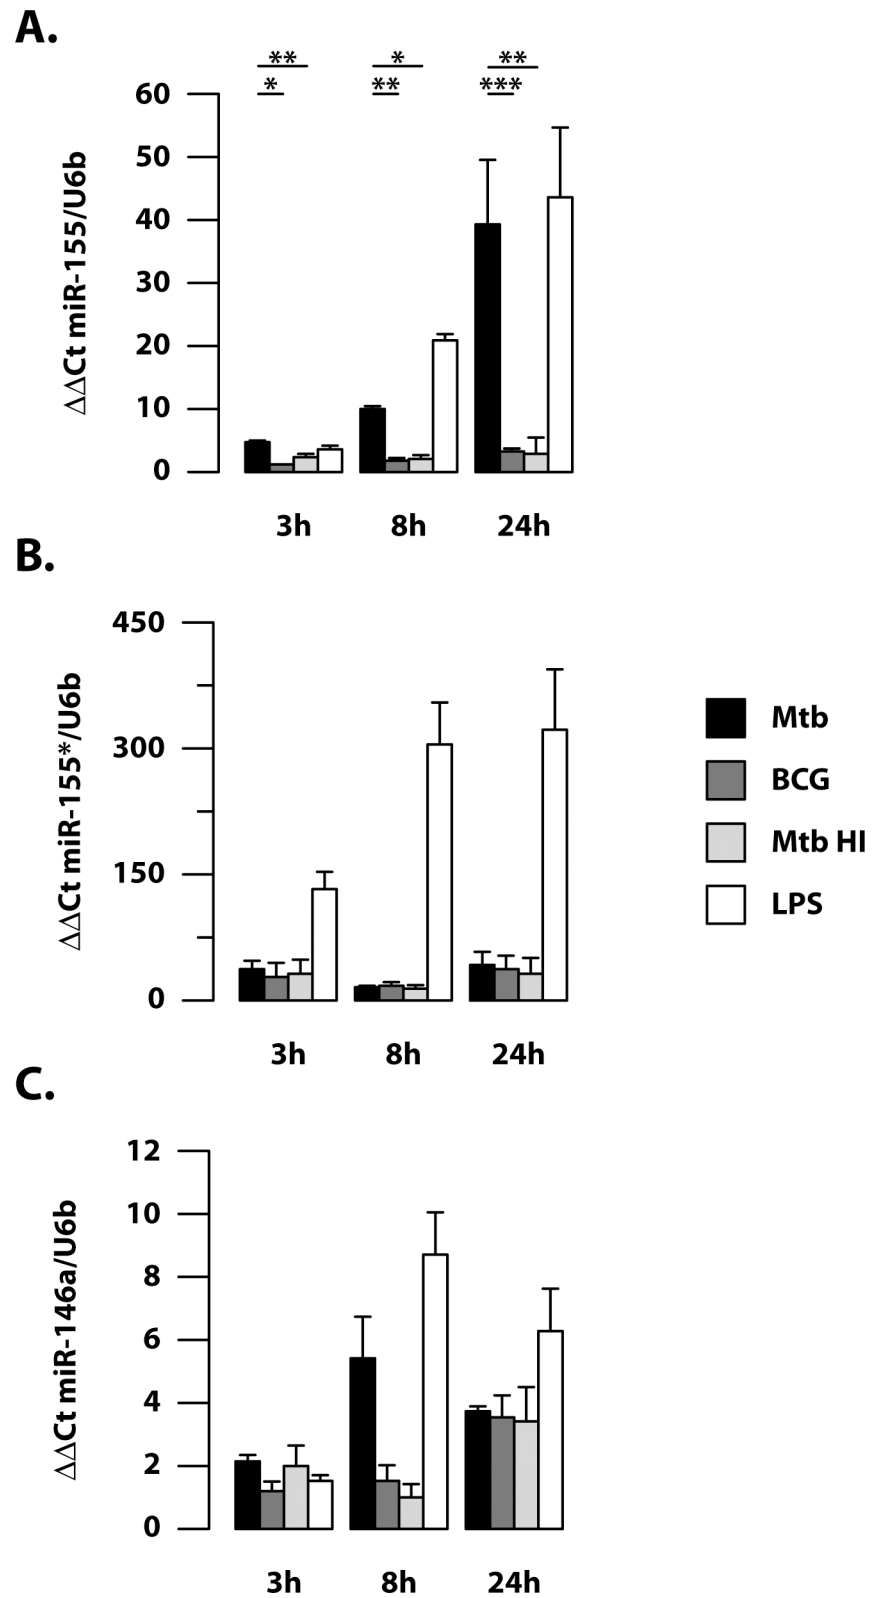 A.
** * **
* ** ***
ΔΔCt miR-155/U6b
60
50
40
30
20
10
0
3h 8h 24h
B.
ΔΔCt miR-155*/U6b
450
300
150
0
3h 8h 24h
Mtb
BCG
Mtb HI
LPS
C.
ΔΔCt miR-146a/U6b
12
10
8
6
4
2
0
3h 8h 24h